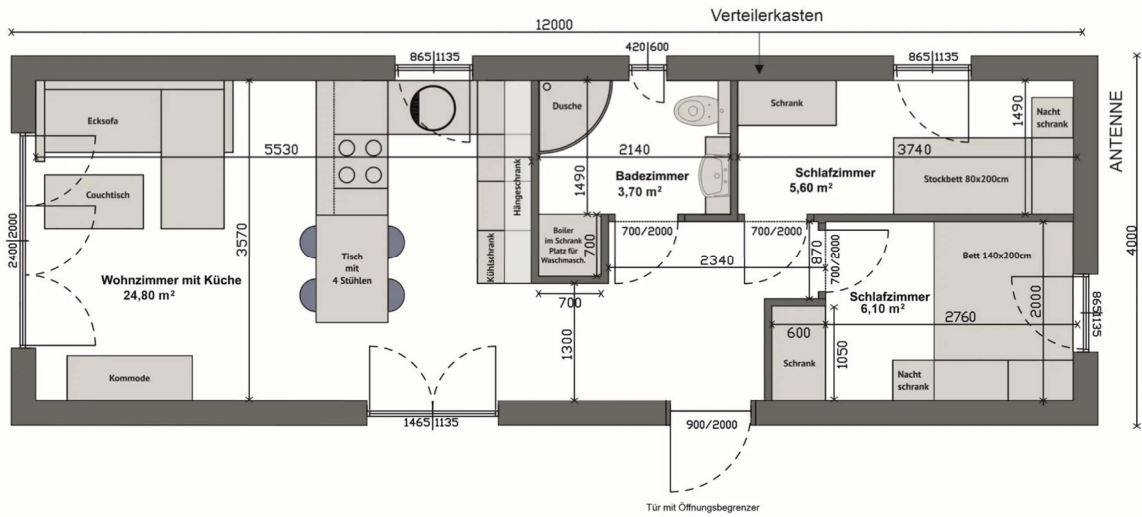 Verteilerkasten
12000
865|1135
420|600
865|1135
Ecksofa
Dusche
Schrank
Nacht
schrank
1490
ANTENNE
5530
2140
3740
Hängeschrank
1490
Badezimmer
3,70 m²
Schlafzimmer
5,60 m²
Stockbett 80x200cm
Couchtisch
2400|2000
3570
4000
Kühlschrank
Boiler
im Schrank
Platz für
Waschmasch.
700
700/2000
700/2000
870
700/2000
Bett 140x200cm
Tisch
mit
4 Stühlen
2340
Wohnzimmer mit Küche
24,80 m²
700
Schlafzimmer
6,10 m²
2000
865|1135
2760
600
1300
1050
Kommode
Schrank
Nacht
schrank
1465|1135
900/2000
Tür mit Öffnungsbegrenzer